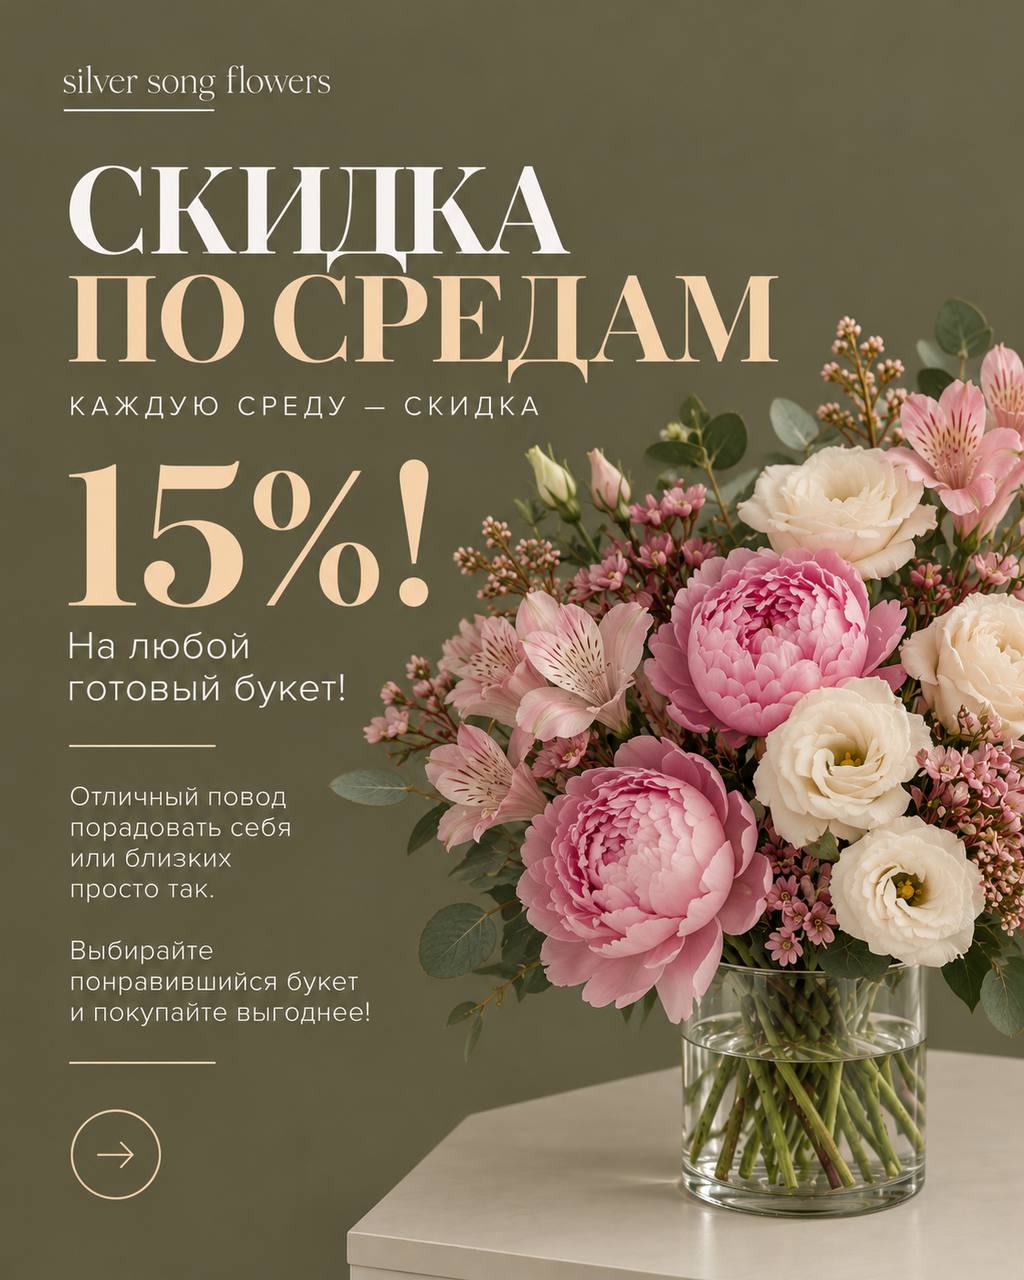 silver song flowers
СКИДКА
ПО СРЕДАМ
КАЖДУЮ СРЕДУ — СКИДКА
15%!
На любой
готовый букет!
Отличный повод
порадовать себя
или близких
просто так.
Выбирайте
понравившийся букет
и покупайте выгоднее!